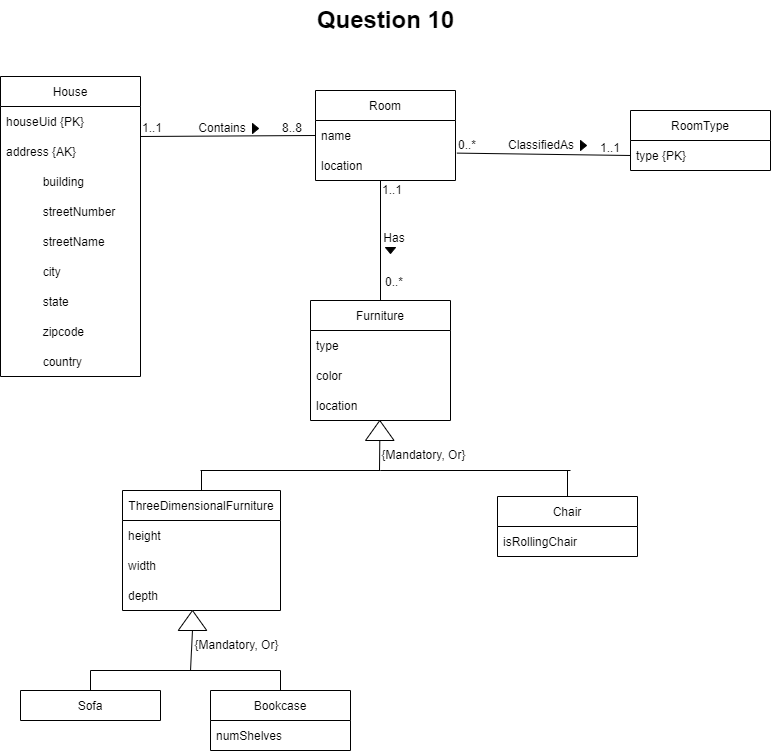 Question 10
House
houseUid {PK}
address {AK}
building
streetNumber
streetName
city
state
zipcode
country
1..1
Contains
8..8
Room
name
location
0..*
ClassifiedAs
1..1
RoomType
type {PK}
1..1
Has
0..*
Furniture
type
color
location
{Mandatory, Or}
ThreeDimensionalFurniture
height
width
depth
Chair
isRollingChair
{Mandatory, Or}
Sofa
Bookcase
numShelves